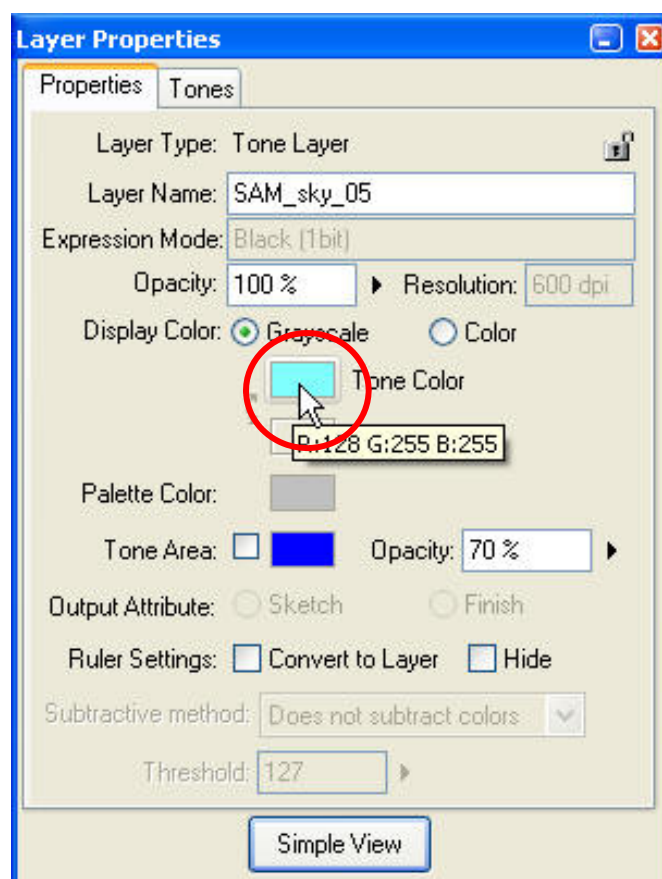 Layer Properties
Properties Tones
Layer Type: Tone Layer
Layer Name: SAM_sky_05
Expression Mode: Black (1bit)
Opacity: 100 % Resolution: 600 dpi
Display Color: Grayscale Color
Tone Color
R:128 G:255 B:255
Palette Color:
Tone Area: Opacity: 70 %
Output Attribute: Sketch Finish
Ruler Settings: Convert to Layer Hide
Subtractive method: Does not subtract colors
Threshold: 127
Simple View